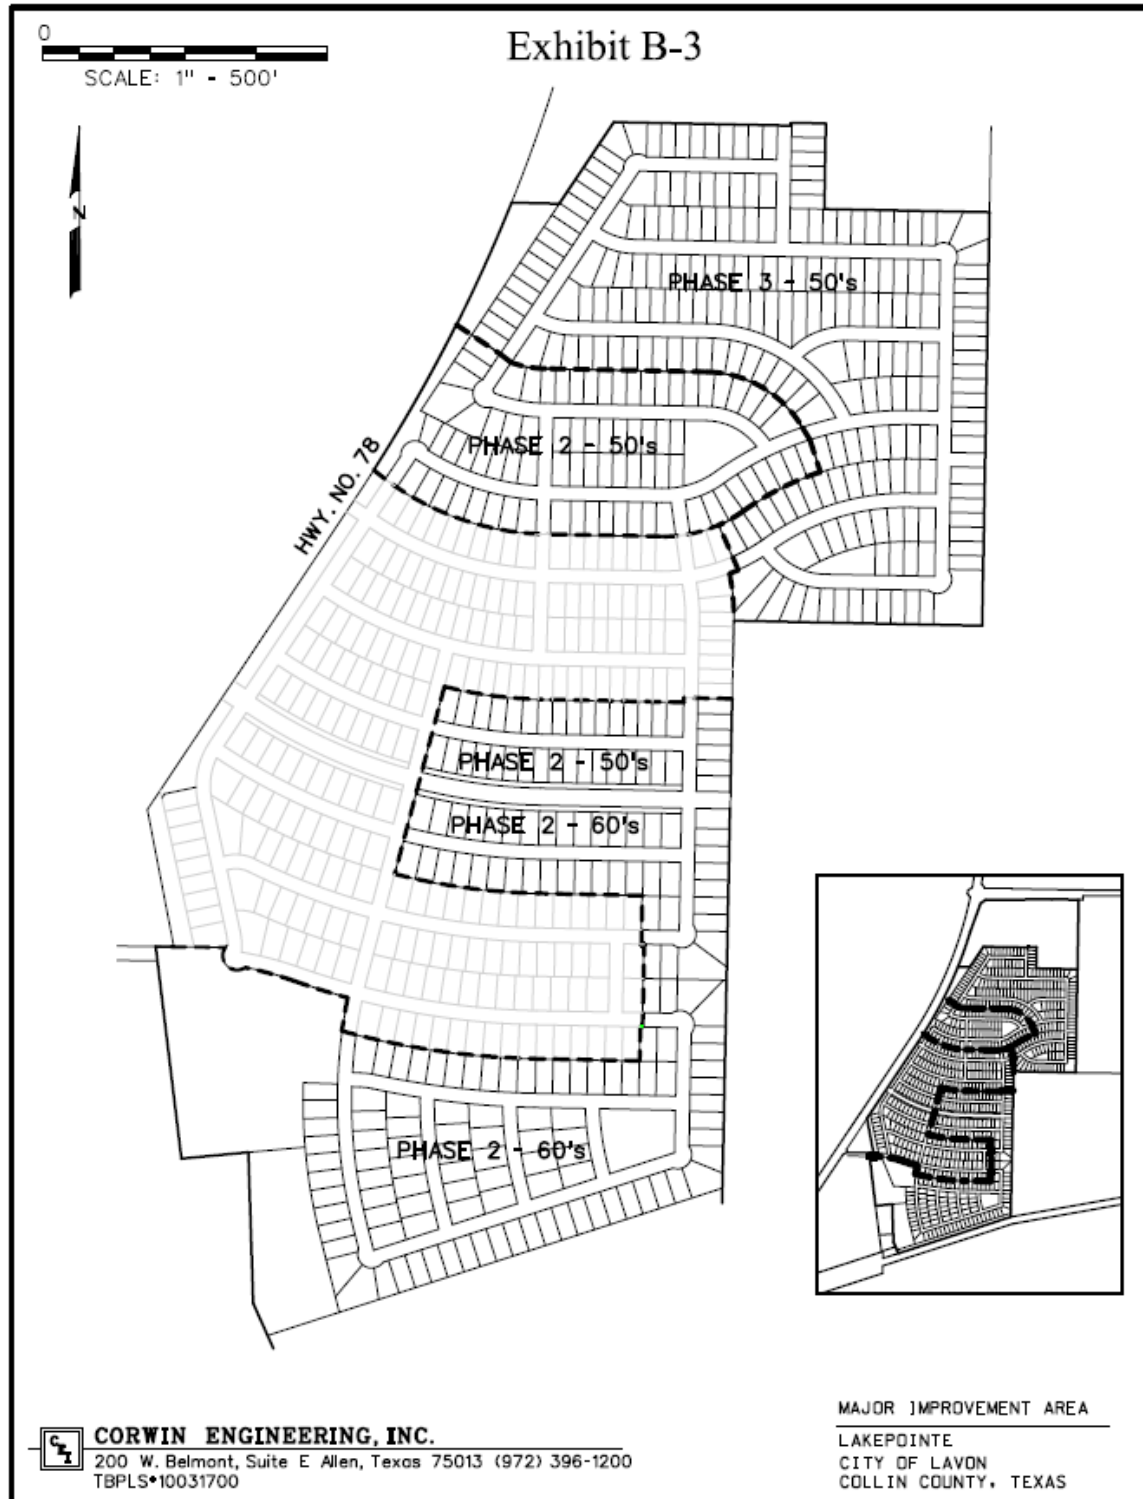 Exhibit B-3
0
SCALE: 1" - 500'
N
PHASE 3 - 50's
PHASE 2 - 50's
HWY. NO. 78
PHASE 2 - 50's
PHASE 2 - 60's
PHASE 2 - 60's
MAJOR IMPROVEMENT AREA
LAKEPOINTE
CITY OF LAVON
COLLIN COUNTY, TEXAS
CEI
CORWIN ENGINEERING, INC.
200 W. Belmont, Suite E Allen, Texas 75013 (972) 396-1200
TBPLS#10031700